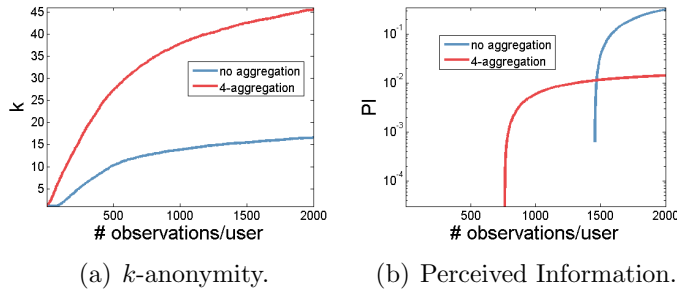 45
40
35
30
25
20
15
10
5
k
no aggregation
4-aggregation
500
1000
1500
2000
# observations/user
(a) k-anonymity.
10⁻¹
10⁻²
10⁻³
10⁻⁴
PI
no aggregation
4-aggregation
500
1000
1500
2000
# observations/user
(b) Perceived Information.